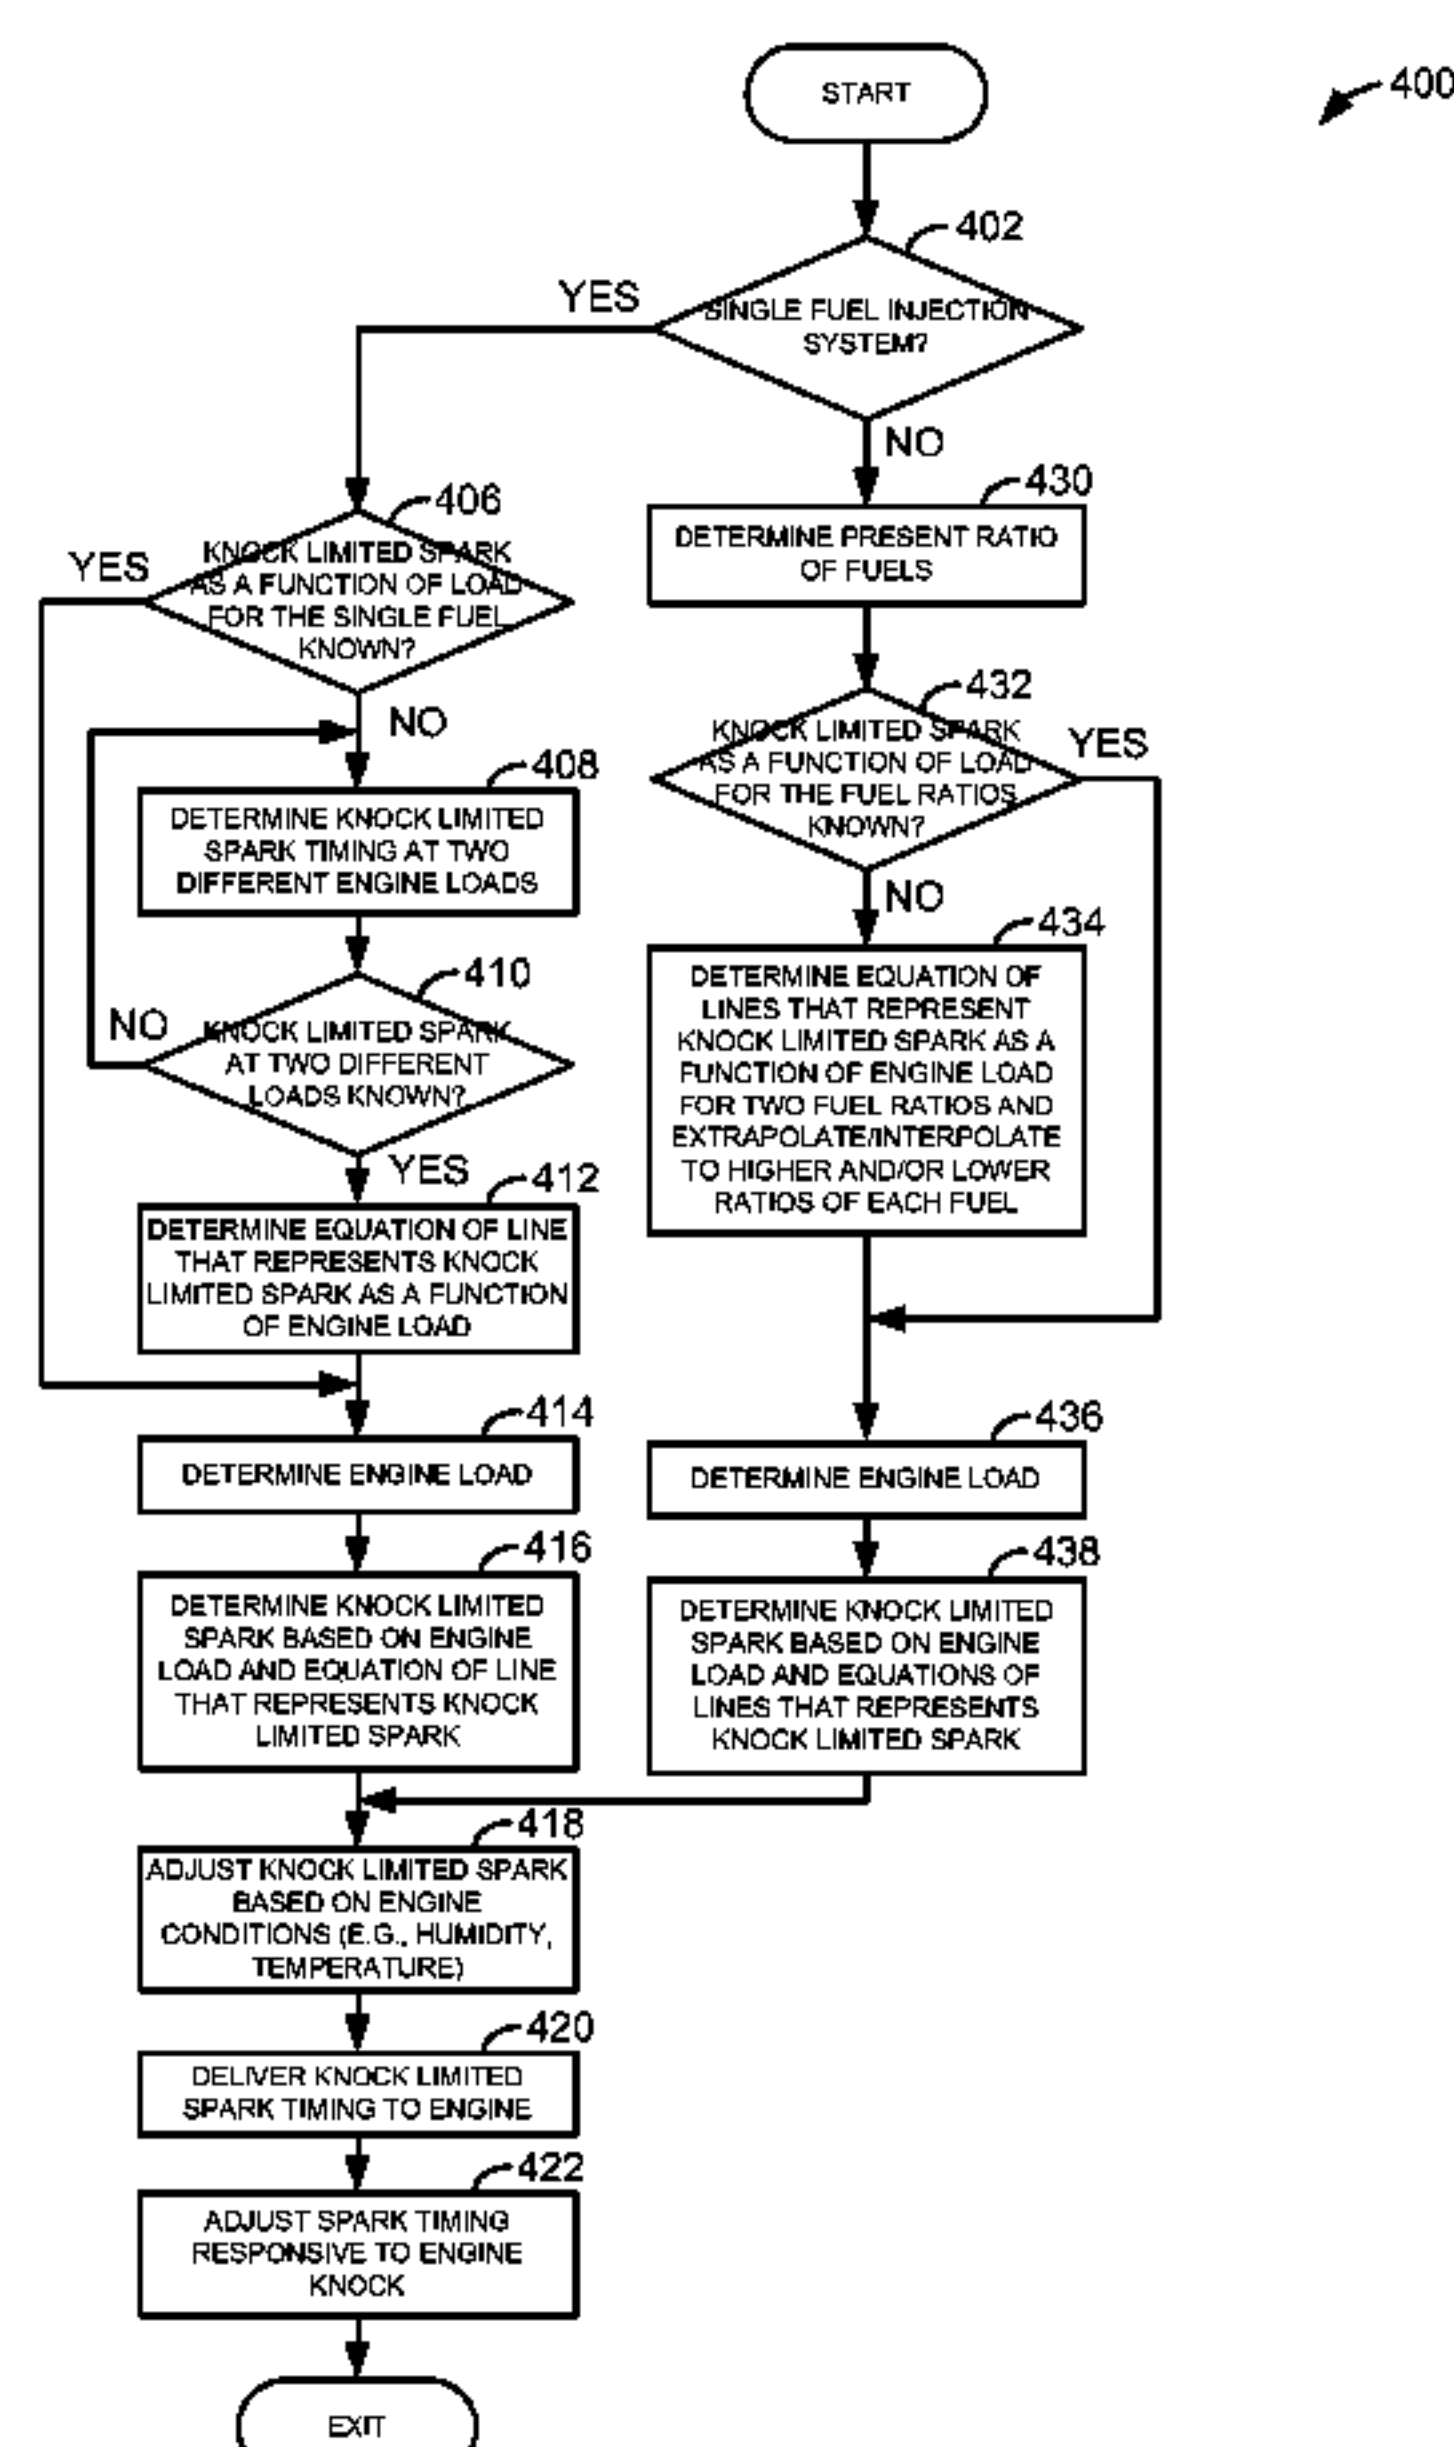 START
400
402
YES
SINGLE FUEL INJECTION
SYSTEM?
NO
430
DETERMINE PRESENT RATIO
OF FUELS
406
YES
KNOCK LIMITED SPARK
AS A FUNCTION OF LOAD
FOR THE SINGLE FUEL
KNOWN?
NO
432
KNOCK LIMITED SPARK
AS A FUNCTION OF LOAD
FOR THE FUEL RATIOS
KNOWN?
YES
NO
408
DETERMINE KNOCK LIMITED
SPARK TIMING AT TWO
DIFFERENT ENGINE LOADS
434
DETERMINE EQUATION OF
LINES THAT REPRESENT
KNOCK LIMITED SPARK AS A
FUNCTION OF ENGINE LOAD
FOR TWO FUEL RATIOS AND
EXTRAPOLATE/INTERPOLATE
TO HIGHER AND/OR LOWER
RATIOS OF EACH FUEL
410
NO
KNOCK LIMITED SPARK
AT TWO DIFFERENT
LOADS KNOWN?
YES
412
DETERMINE EQUATION OF LINE
THAT REPRESENTS KNOCK
LIMITED SPARK AS A FUNCTION
OF ENGINE LOAD
414
DETERMINE ENGINE LOAD
436
DETERMINE ENGINE LOAD
416
DETERMINE KNOCK LIMITED
SPARK BASED ON ENGINE
LOAD AND EQUATION OF LINE
THAT REPRESENTS KNOCK
LIMITED SPARK
438
DETERMINE KNOCK LIMITED
SPARK BASED ON ENGINE
LOAD AND EQUATIONS OF
LINES THAT REPRESENTS
KNOCK LIMITED SPARK
418
ADJUST KNOCK LIMITED SPARK
BASED ON ENGINE
CONDITIONS (E.G., HUMIDITY,
TEMPERATURE)
420
DELIVER KNOCK LIMITED
SPARK TIMING TO ENGINE
422
ADJUST SPARK TIMING
RESPONSIVE TO ENGINE
KNOCK
EXIT